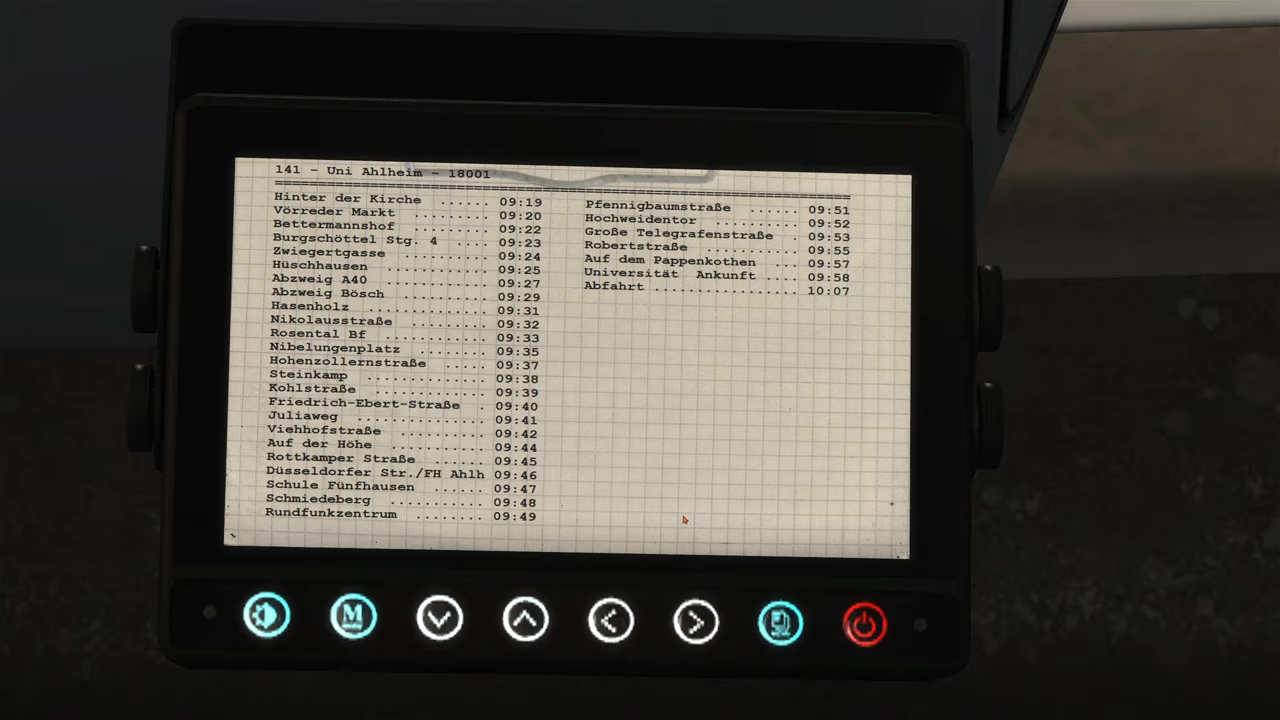 141 - Uni Ahlheim - 18001
================================================================
Hinter der Kirche ...... 09:19
Vörreder Markt ......... 09:20
Bettermannshof ......... 09:22
Burgschöttel Stg. 4 .... 09:23
Zwiegertgasse .......... 09:24
Hüschhausen ............ 09:25
Abzweig A40 ............ 09:27
Abzweig Bösch .......... 09:29
Hasenholz .............. 09:31
Nikolausstraße ......... 09:32
Rosental Bf ............ 09:33
Nibelungenplatz ........ 09:35
Hohenzollernstraße ..... 09:37
Steinkamp .............. 09:38
Kohlstraße ............. 09:39
Friedrich-Ebert-Straße . 09:40
Juliaweg ............... 09:41
Viehhofstraße .......... 09:42
Auf der Höhe ........... 09:44
Rottkamper Straße ...... 09:45
Düsseldorfer Str./FH Ahlh 09:46
Schule Fünfhausen ...... 09:47
Schmiedeberg ........... 09:48
Rundfunkzentrum ........ 09:49
Pfennigbaumstraße ...... 09:51
Hochweidentor .......... 09:52
Große Telegrafenstraße . 09:53
Robertstraße ........... 09:55
Auf dem Pappenkothen ... 09:57
Universität Ankunft .... 09:58
Abfahrt ................ 10:07
M